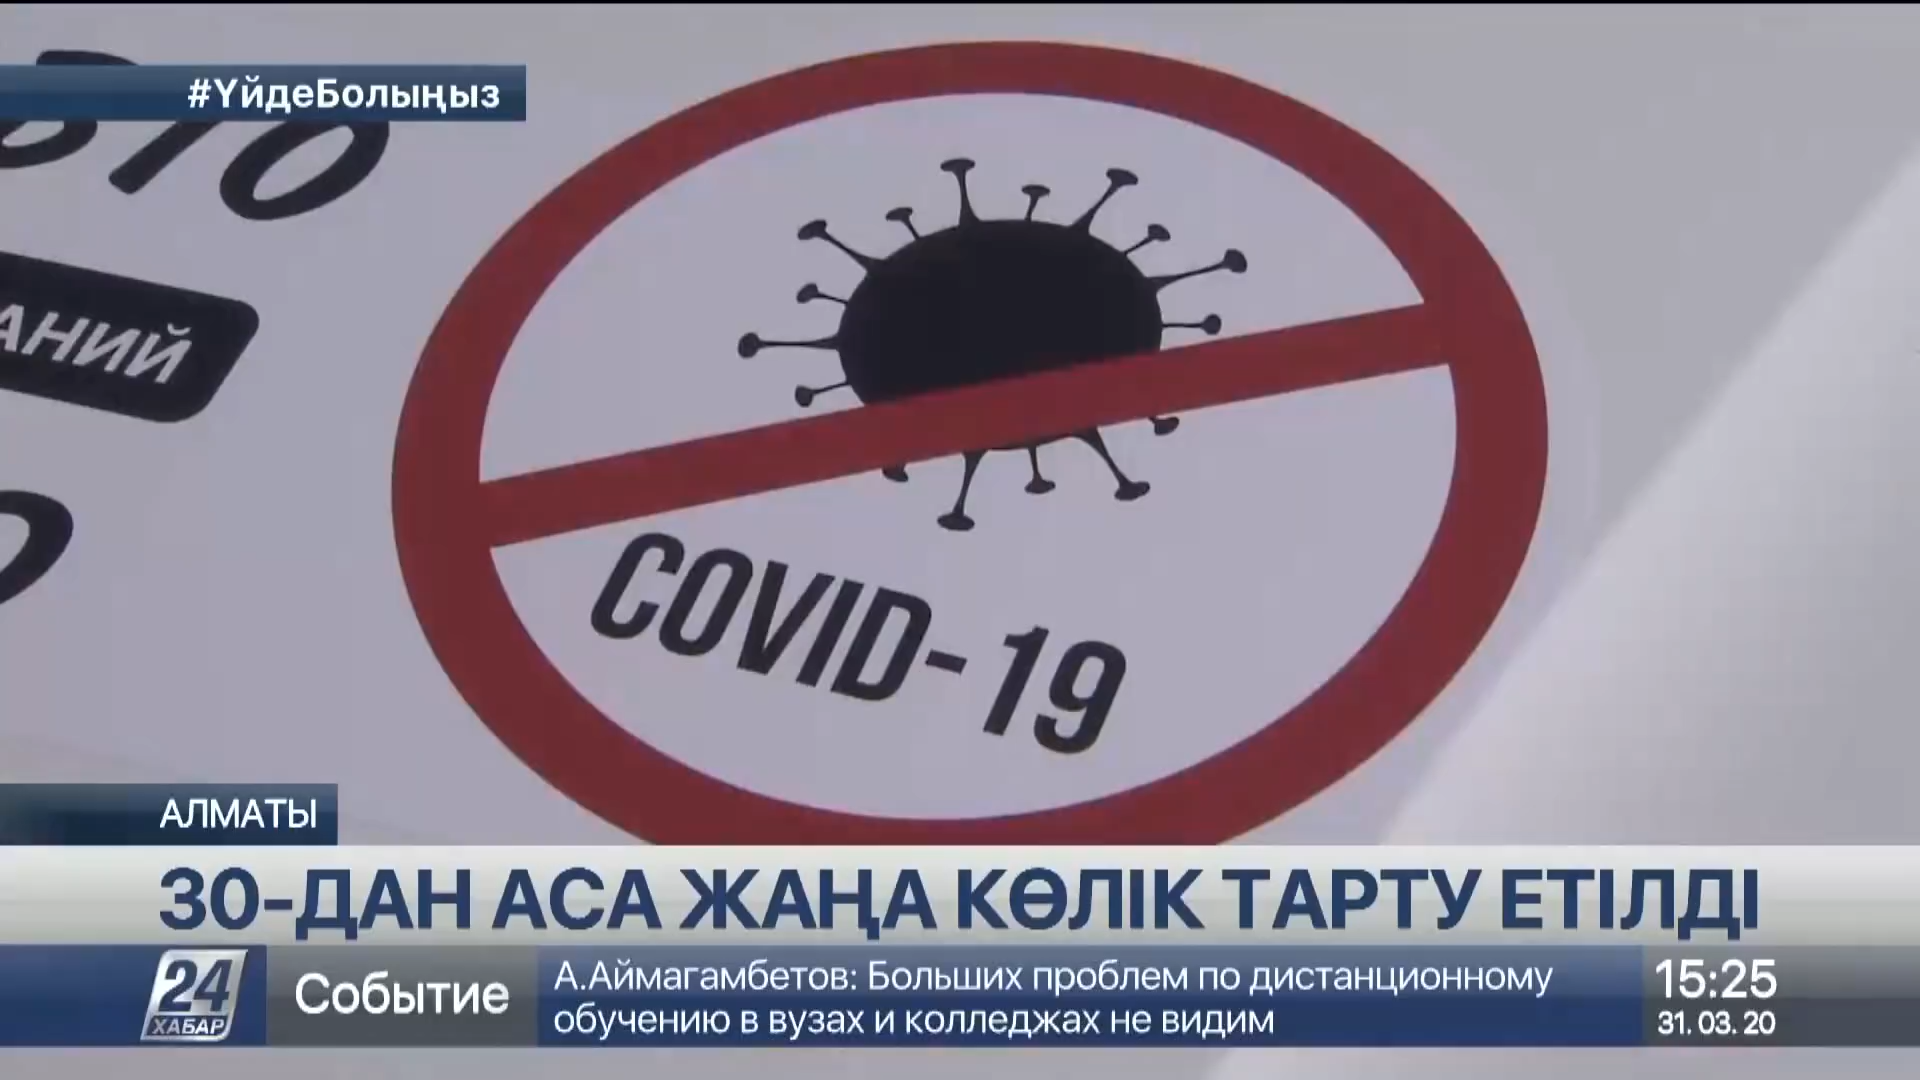 #ҮйдеБолыңыз
COVID-19
АЛМАТЫ
30-ДАН АСА ЖАҢА КӨЛІК ТАРТУ ЕТІЛДІ
24
ХАБАР
Событие
А.Аймагамбетов: Больших проблем по дистанционному
обучению в вузах и колледжах не видим
15:25
31. 03. 20